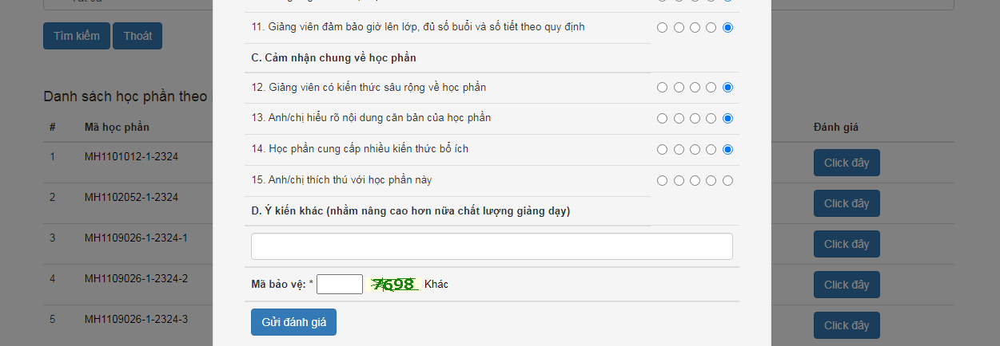 Tìm kiếm Thoát
11. Giảng viên đảm bảo giờ lên lớp, đủ số buổi và số tiết theo quy định
C. Cảm nhận chung về học phần
12. Giảng viên có kiến thức sâu rộng về học phần
13. Anh/chị hiểu rõ nội dung căn bản của học phần
14. Học phần cung cấp nhiều kiến thức bổ ích
15. Anh/chị thích thú với học phần này
D. Ý kiến khác (nhằm nâng cao hơn nữa chất lượng giảng dạy)
Mã bảo vệ: * 7698 Khác
Gửi đánh giá
Danh sách học phần theo
# Mã học phần Đánh giá
1 MH1101012-1-2324 Click đây
2 MH1102052-1-2324 Click đây
3 MH1109026-1-2324-1 Click đây
4 MH1109026-1-2324-2 Click đây
5 MH1109026-1-2324-3 Click đây